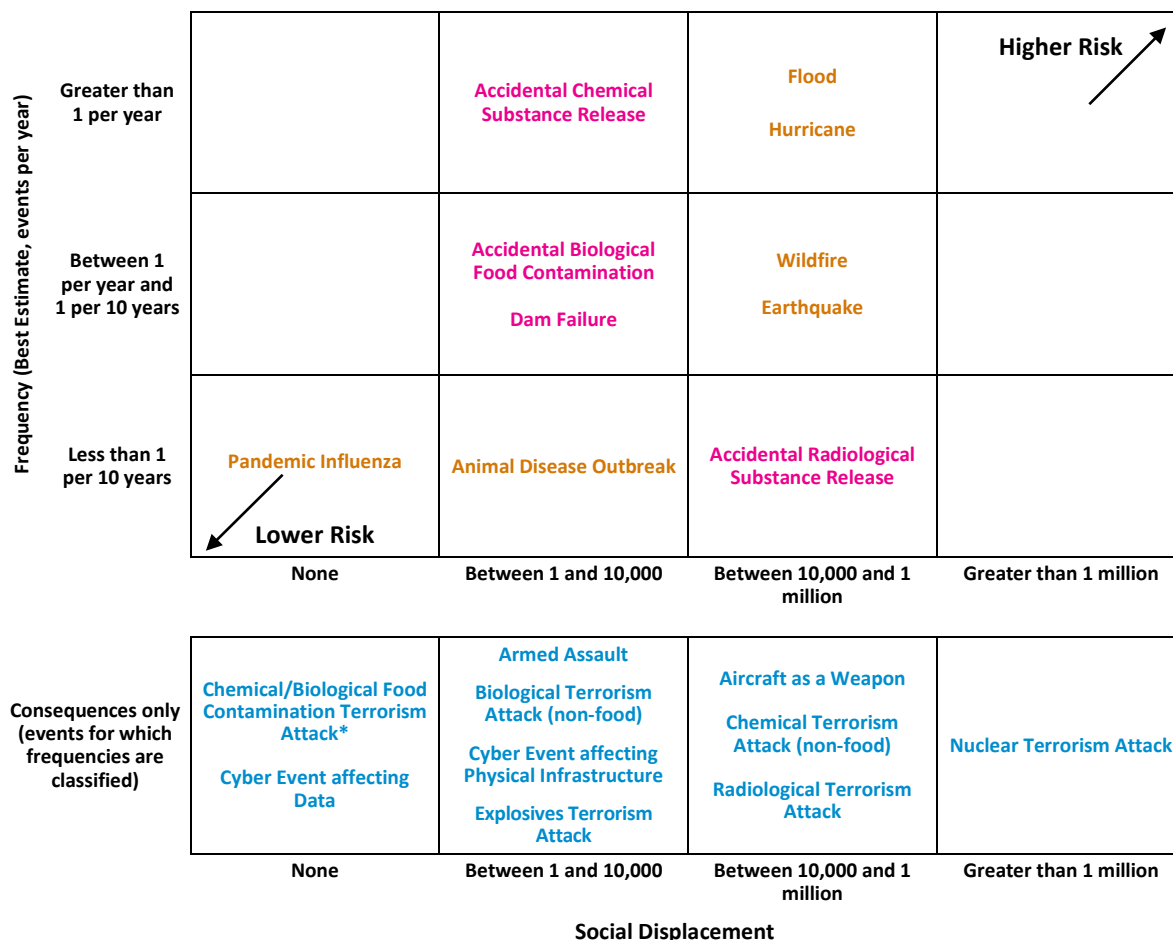 Frequency (Best Estimate, events per year)
Greater than
1 per year
Accidental Chemical
Substance Release
Flood
Hurricane
Higher Risk
Between 1
per year and
1 per 10 years
Accidental Biological
Food Contamination
Dam Failure
Wildfire
Earthquake
Less than 1
per 10 years
Pandemic Influenza
Lower Risk
Animal Disease Outbreak
Accidental Radiological
Substance Release
None
Between 1 and 10,000
Between 10,000 and 1
million
Greater than 1 million
Consequences only
(events for which
frequencies are
classified)
Chemical/Biological Food
Contamination Terrorism
Attack*
Cyber Event affecting
Data
Armed Assault
Biological Terrorism
Attack (non-food)
Cyber Event affecting
Physical Infrastructure
Explosives Terrorism
Attack
Aircraft as a Weapon
Chemical Terrorism
Attack (non-food)
Radiological Terrorism
Attack
Nuclear Terrorism Attack
None
Between 1 and 10,000
Between 10,000 and 1
million
Greater than 1 million
Social Displacement